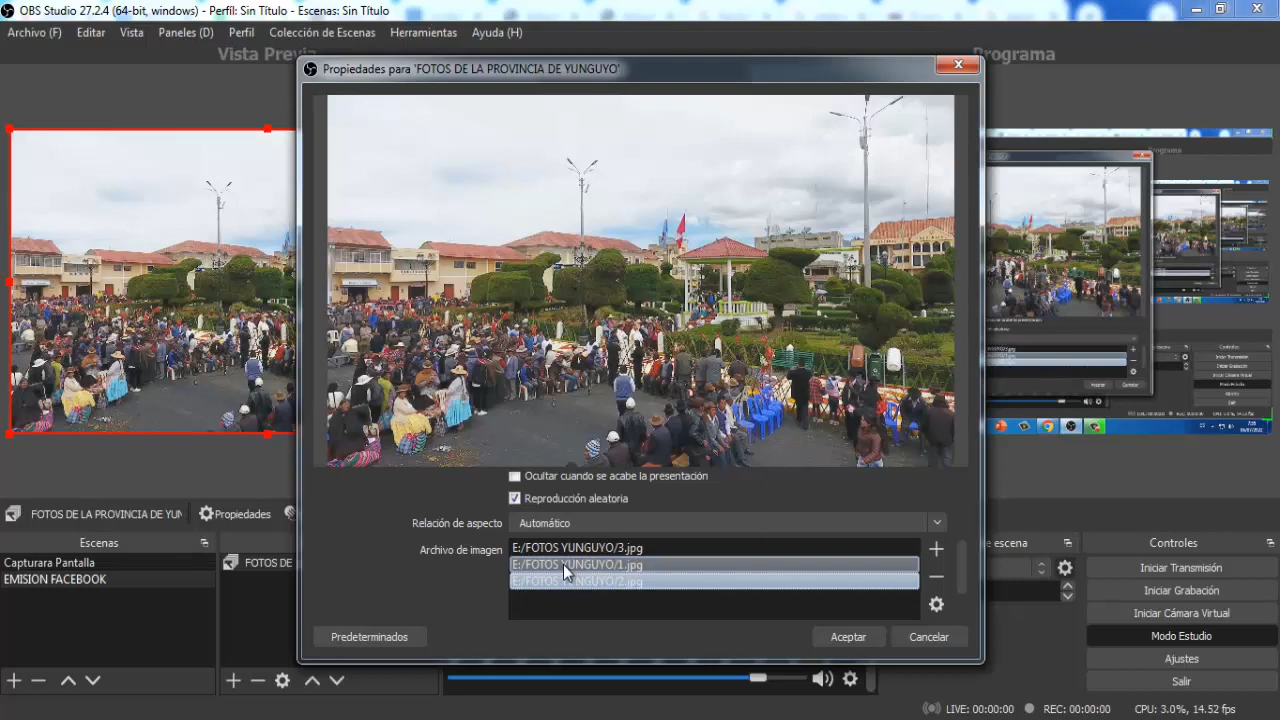 OBS Studio 27.2.4 (64-bit, windows) - Perfil: Sin Título - Escenas: Sin Título
Archivo (F) Editar Vista Paneles (D) Perfil Colección de Escenas Herramientas Ayuda (H)
Vista Previa Programa
Propiedades para 'FOTOS DE LA PROVINCIA DE YUNGUYO'
Ocultar cuando se acabe la presentación
Reproducción aleatoria
Relación de aspecto Automático
Archivo de imagen E:/FOTOS YUNGUYO/3.jpg
E:/FOTOS YUNGUYO/1.jpg
E:/FOTOS YUNGUYO/2.jpg
Predeterminados Aceptar Cancelar
FOTOS DE LA PROVINCIA DE YUN Propiedades
Escenas
Capturara Pantalla
EMISION FACEBOOK
FOTOS DE
e escena
Controles
Iniciar Transmisión
Iniciar Grabación
Iniciar Cámara Virtual
Modo Estudio
Ajustes
Salir
LIVE: 00:00:00 REC: 00:00:00 CPU: 3.0%, 14.52 fps